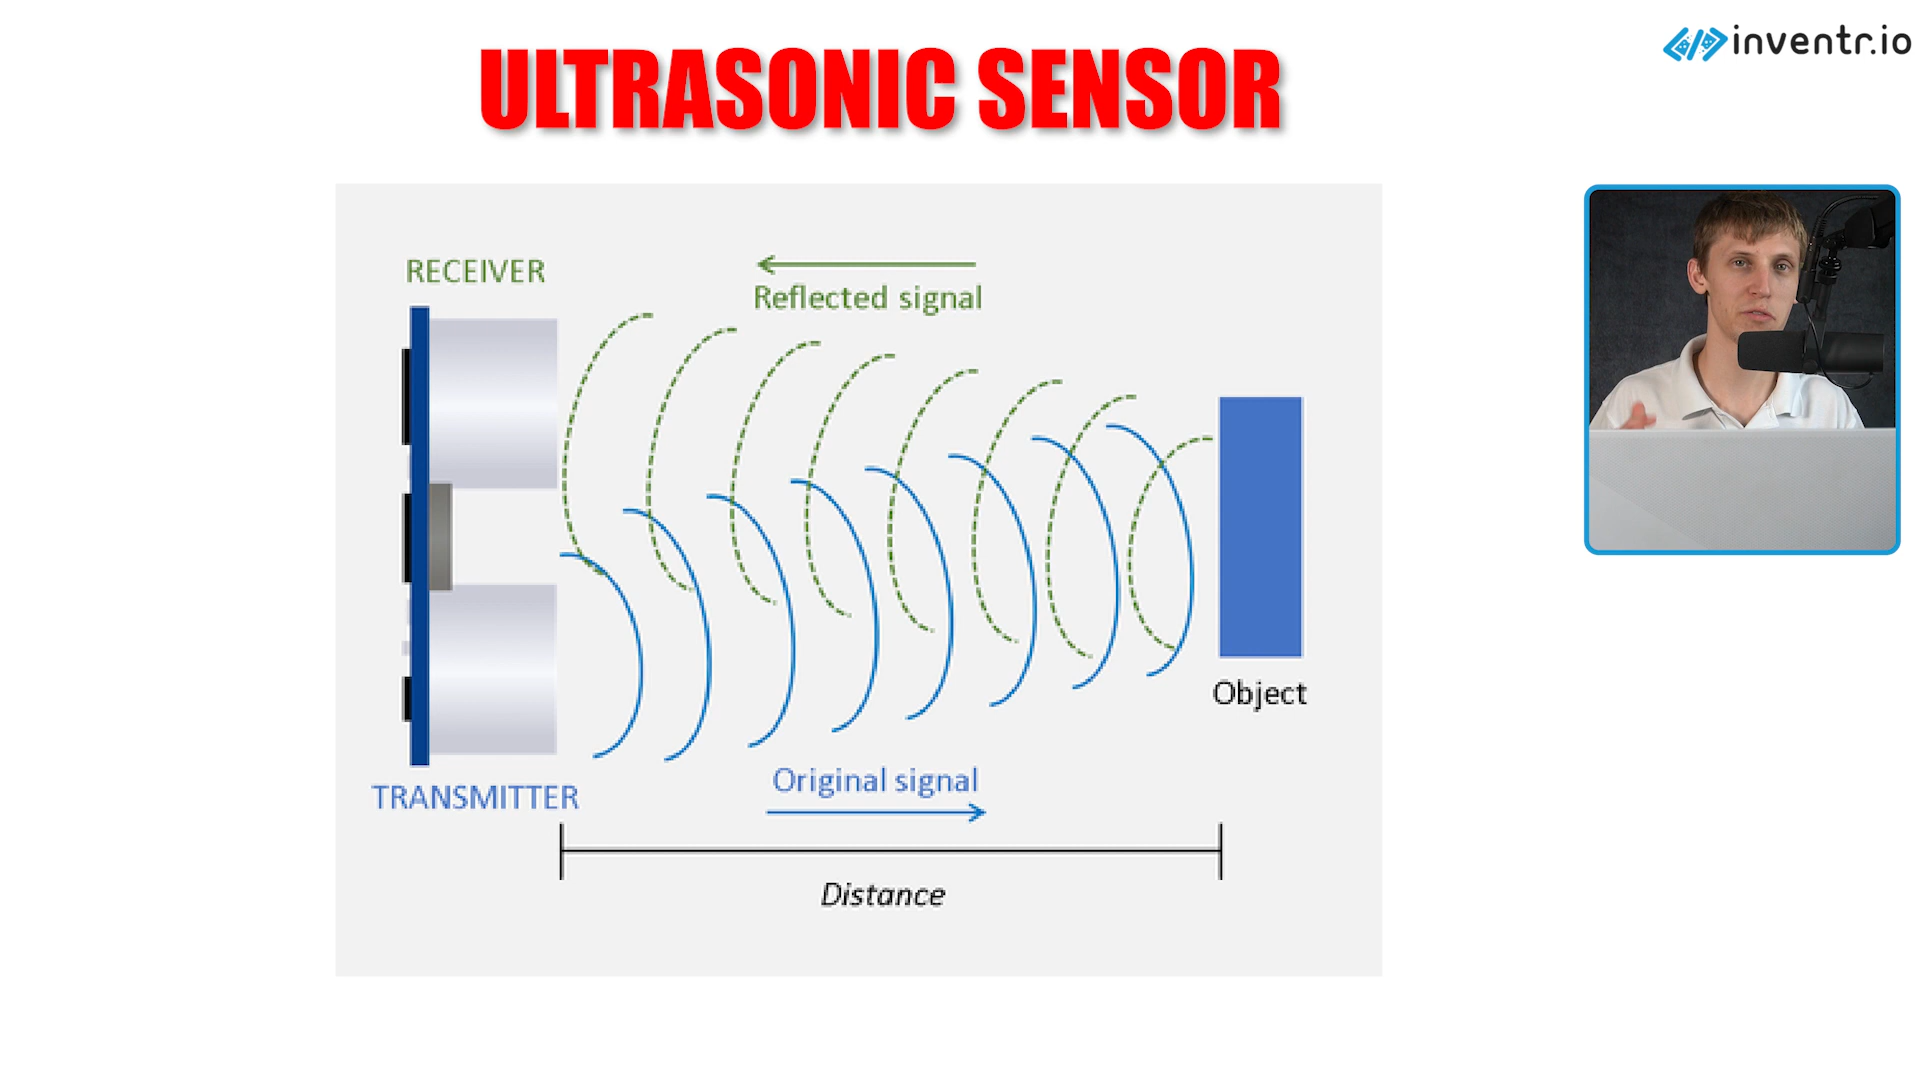 inventr.io
ULTRASONIC SENSOR
RECEIVER
Reflected signal
Object
Original signal
TRANSMITTER
Distance